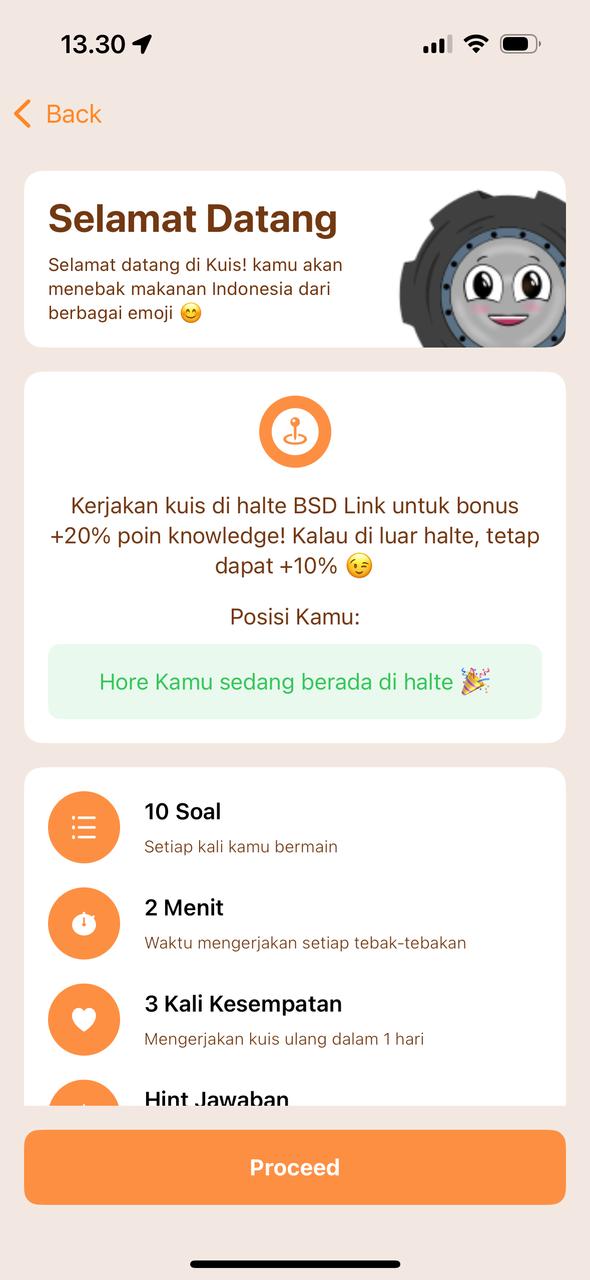 13.30
Back
Selamat Datang
Selamat datang di Kuis! kamu akan
menebak makanan Indonesia dari
berbagai emoji 😊
Kerjakan kuis di halte BSD Link untuk bonus
+20% poin knowledge! Kalau di luar halte, tetap
dapat +10% 😉
Posisi Kamu:
Hore Kamu sedang berada di halte 🎉
10 Soal
Setiap kali kamu bermain
2 Menit
Waktu mengerjakan setiap tebak-tebakan
3 Kali Kesempatan
Mengerjakan kuis ulang dalam 1 hari
Hint Jawaban
Proceed